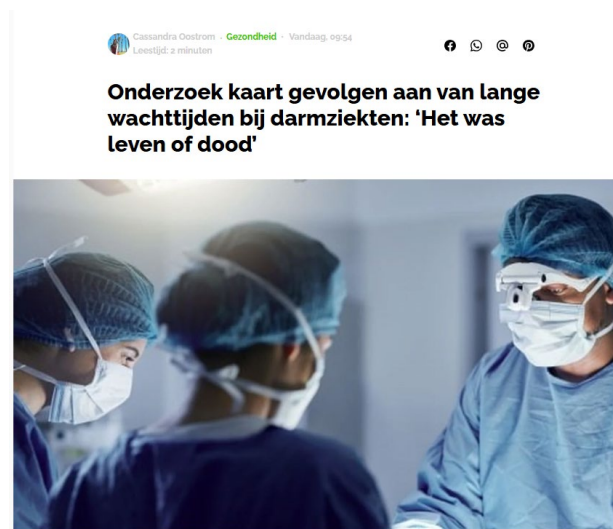 Cassandra Oostrom · Gezondheid · Vandaag, 09:54
Leestijd: 2 minuten
Onderzoek kaart gevolgen aan van lange
wachttijden bij darmziekten: ‘Het was
leven of dood’